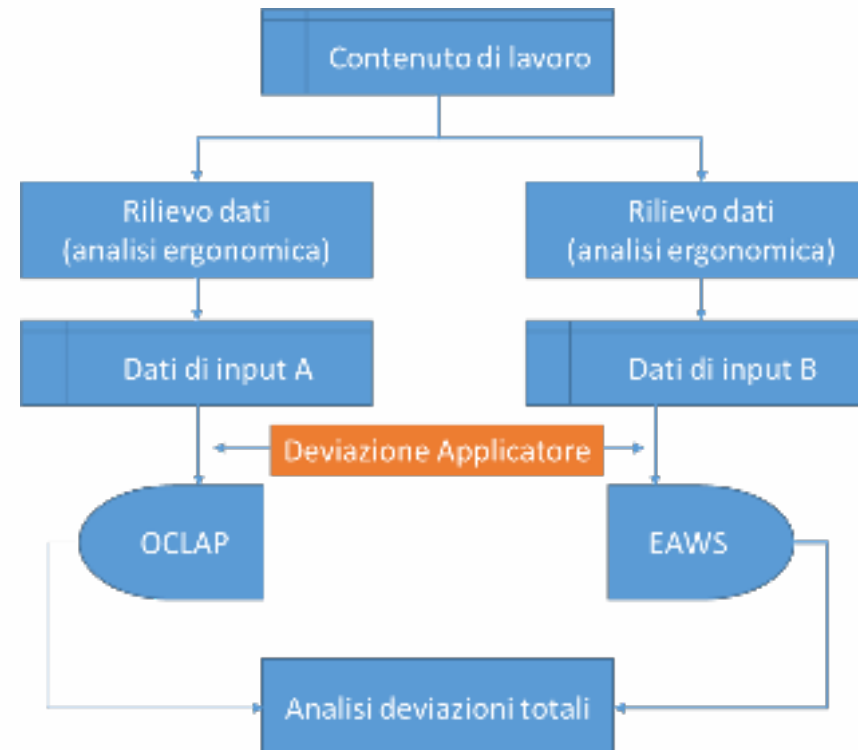 Contenuto di lavoro
Rilievo dati
(analisi ergonomica)
Rilievo dati
(analisi ergonomica)
Dati di input A
Dati di input B
Deviazione Applicatore
OCLAP
EAWS
Analisi deviazioni totali